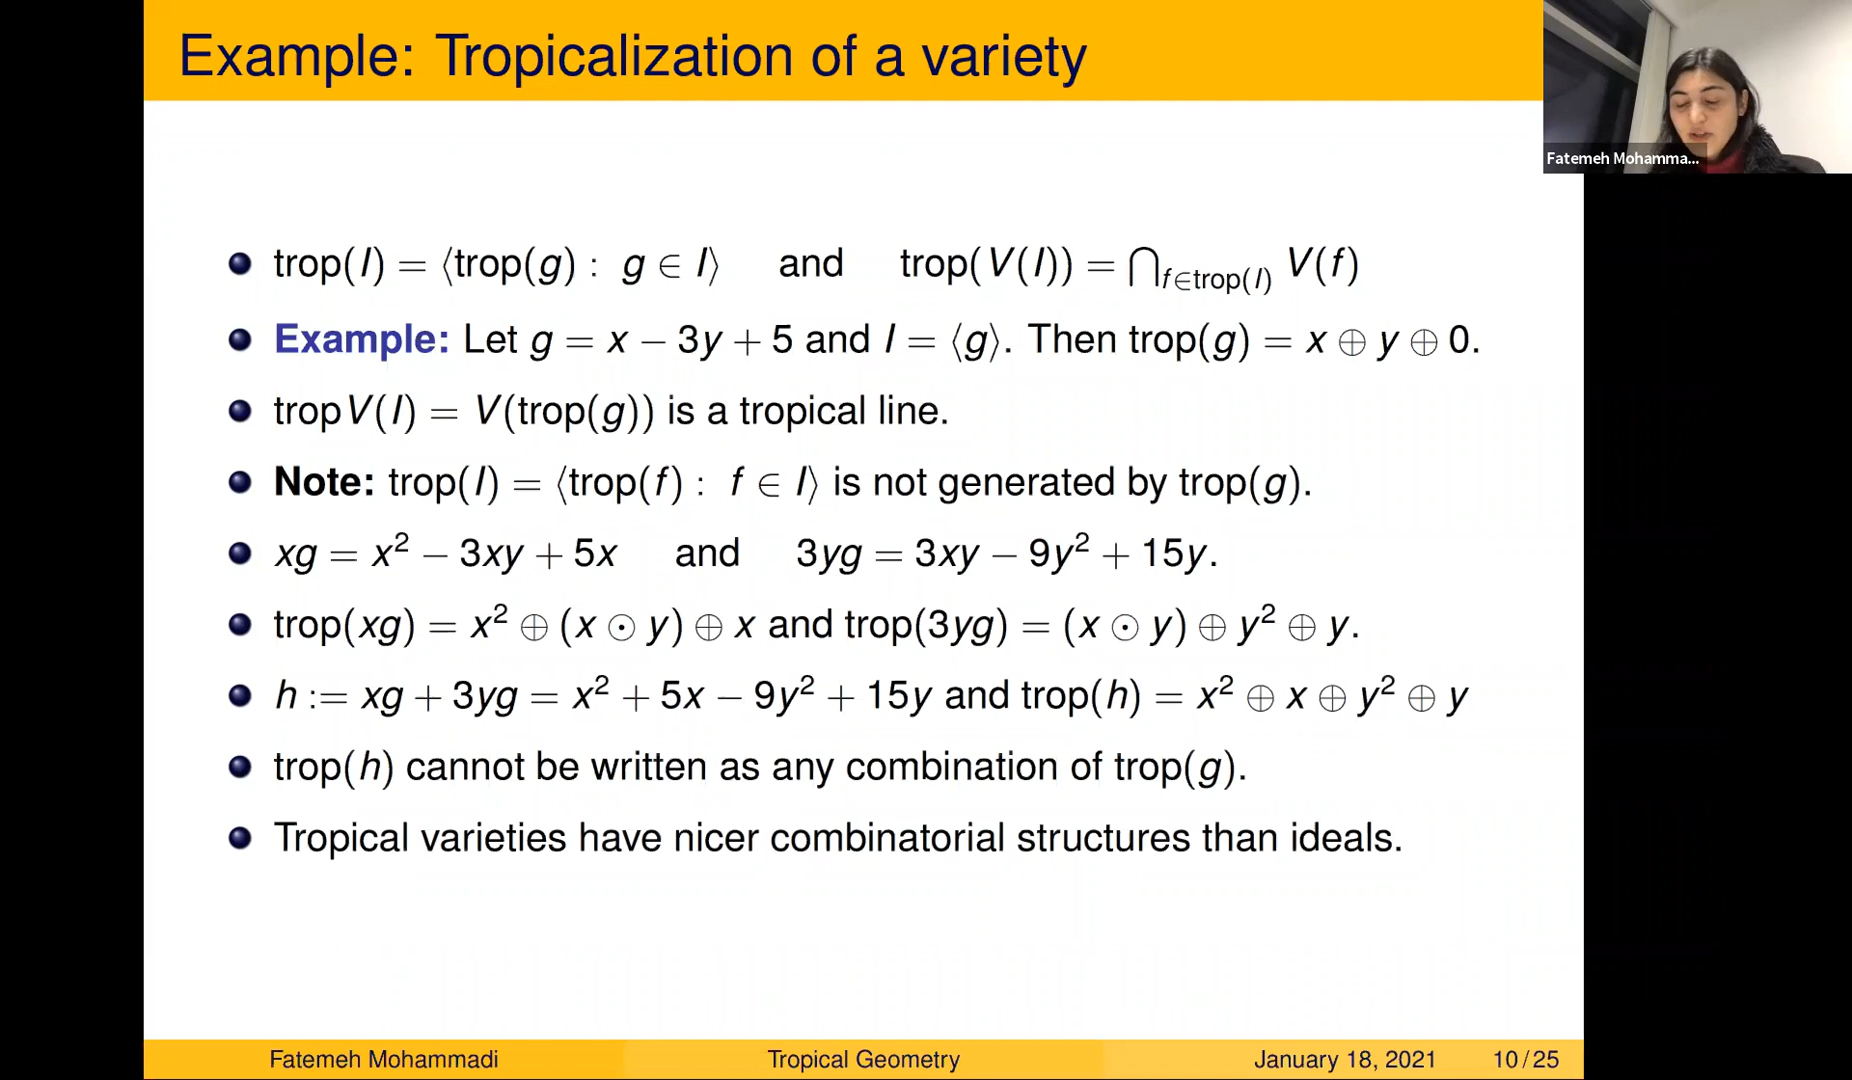 Example: Tropicalization of a variety
Fatemeh Mohamma...
trop(I) = ⟨trop(g) : g ∈ I⟩ and trop(V(I)) = ⋂f∈trop(I) V(f)
Example: Let g = x − 3y + 5 and I = ⟨g⟩. Then trop(g) = x ⊕ y ⊕ 0.
trop V(I) = V(trop(g)) is a tropical line.
Note: trop(I) = ⟨trop(f) : f ∈ I⟩ is not generated by trop(g).
xg = x² − 3xy + 5x and 3yg = 3xy − 9y² + 15y.
trop(xg) = x² ⊕ (x ⊙ y) ⊕ x and trop(3yg) = (x ⊙ y) ⊕ y² ⊕ y.
h := xg + 3yg = x² + 5x − 9y² + 15y and trop(h) = x² ⊕ x ⊕ y² ⊕ y
trop(h) cannot be written as any combination of trop(g).
Tropical varieties have nicer combinatorial structures than ideals.
Fatemeh Mohammadi Tropical Geometry January 18, 2021 10/25